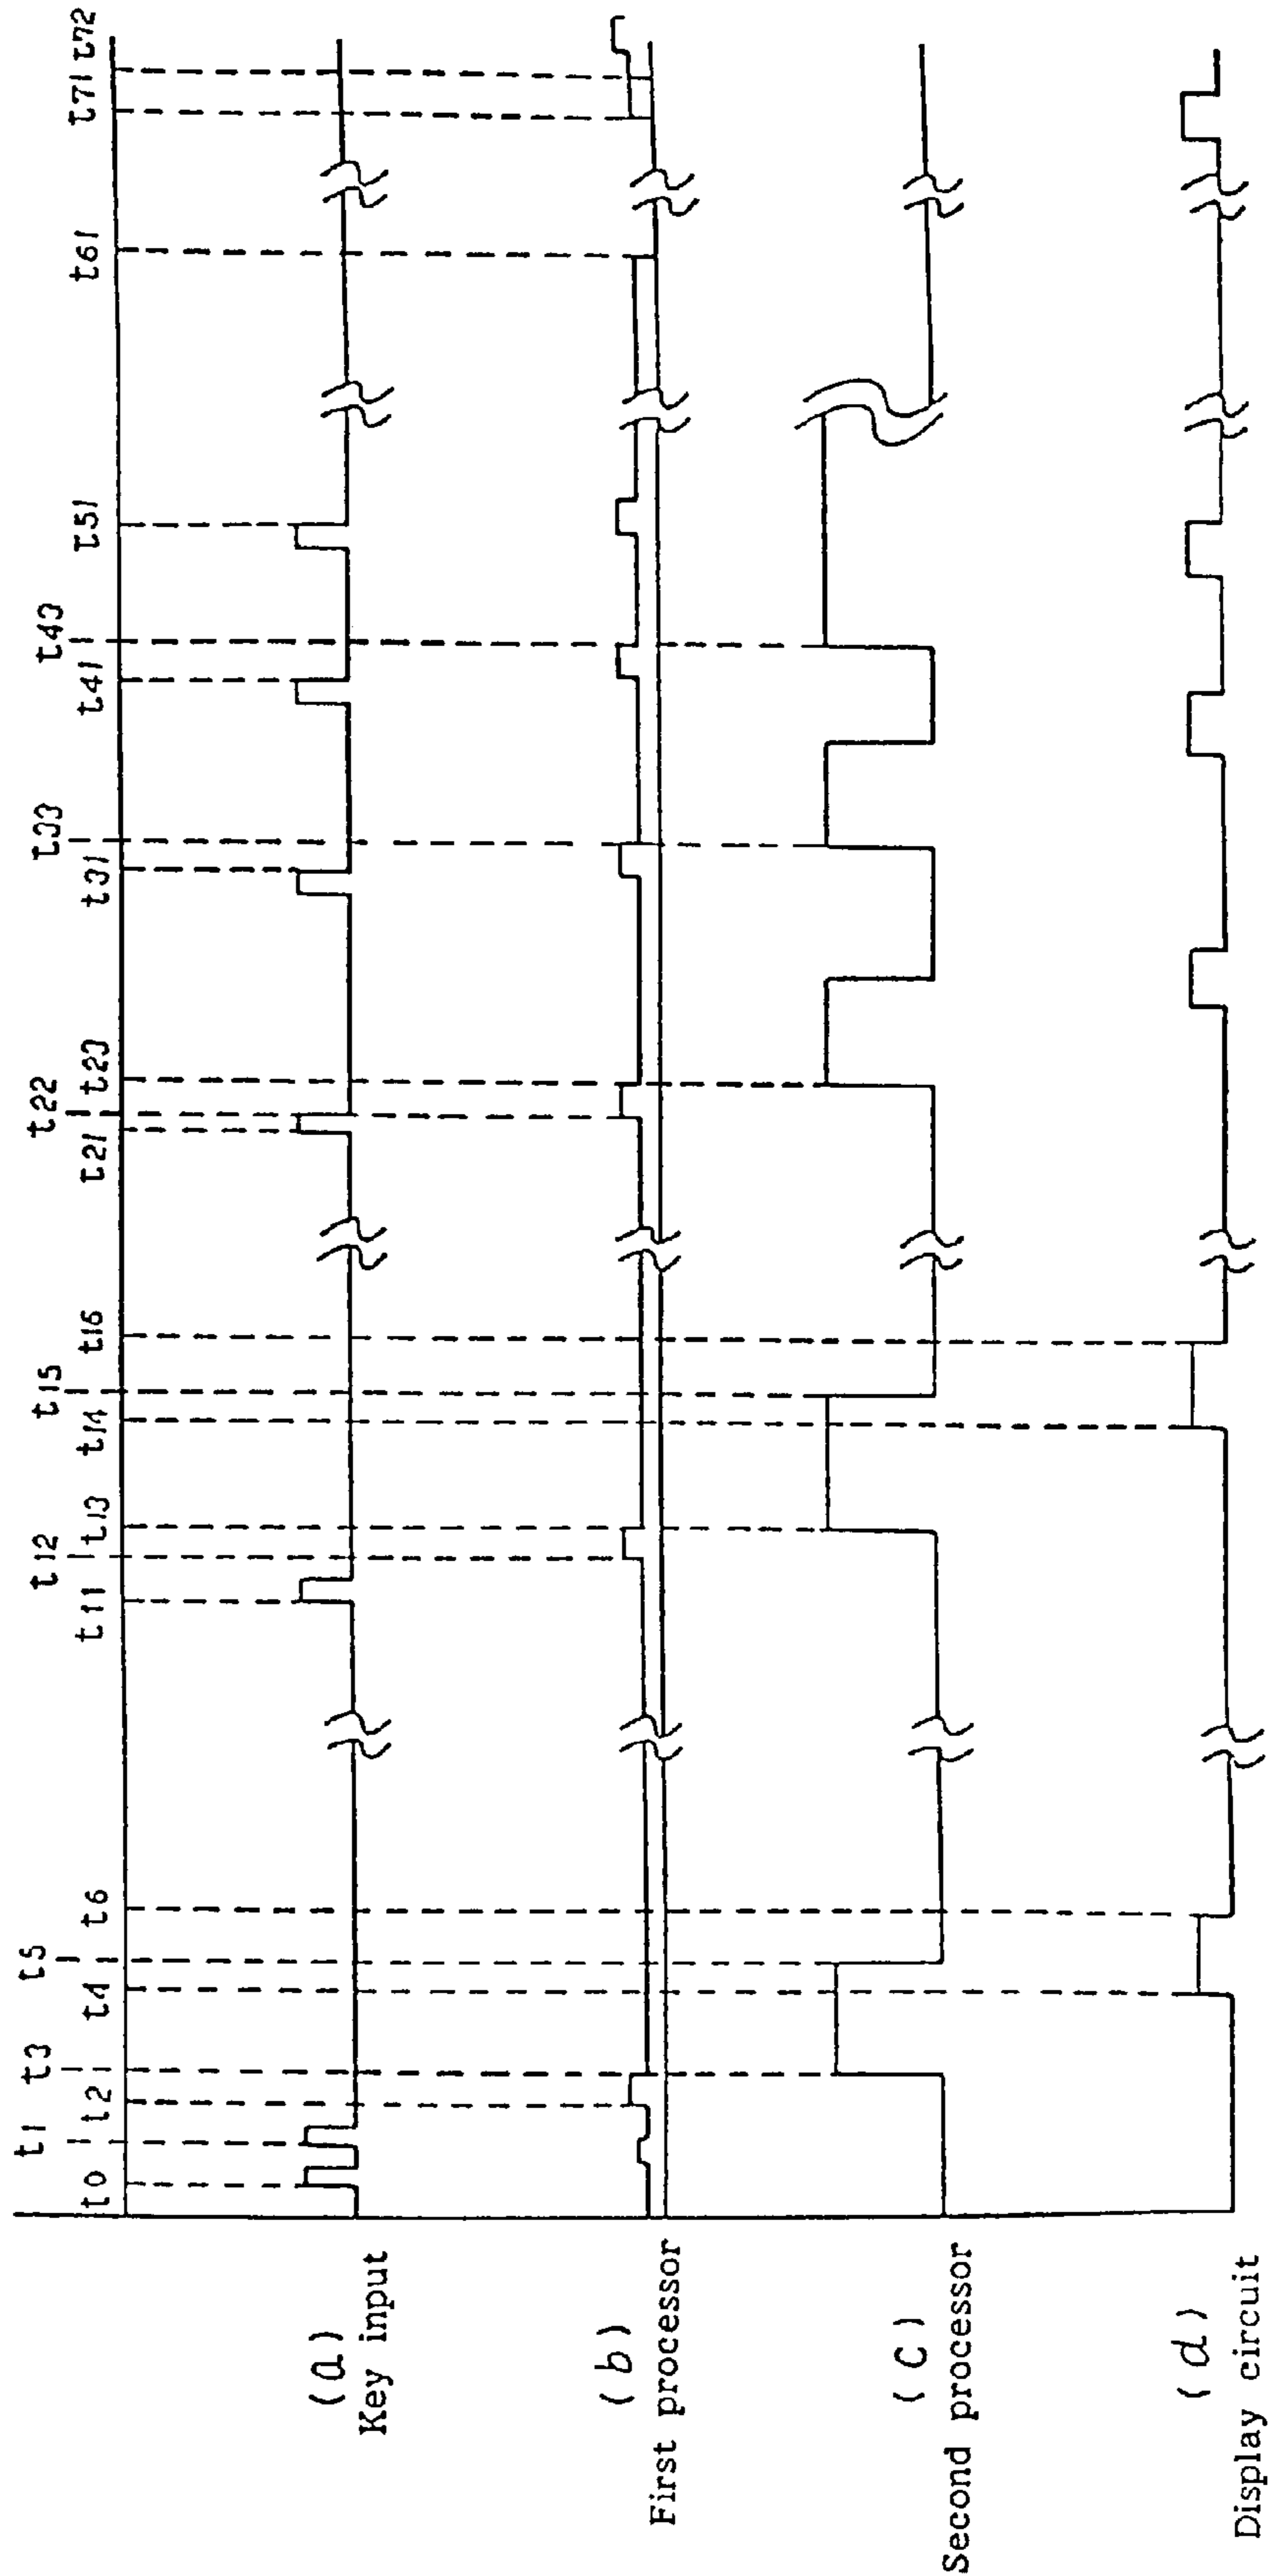 t0 t1 t2 t3 t4 t5 t6 t11 t12 t13 t14 t15 t16 t21 t22 t23 t31 t33 t41 t43 t51 t61 t71 t72
(a)
Key input
(b)
First processor
(c)
Second processor
(d)
Display circuit